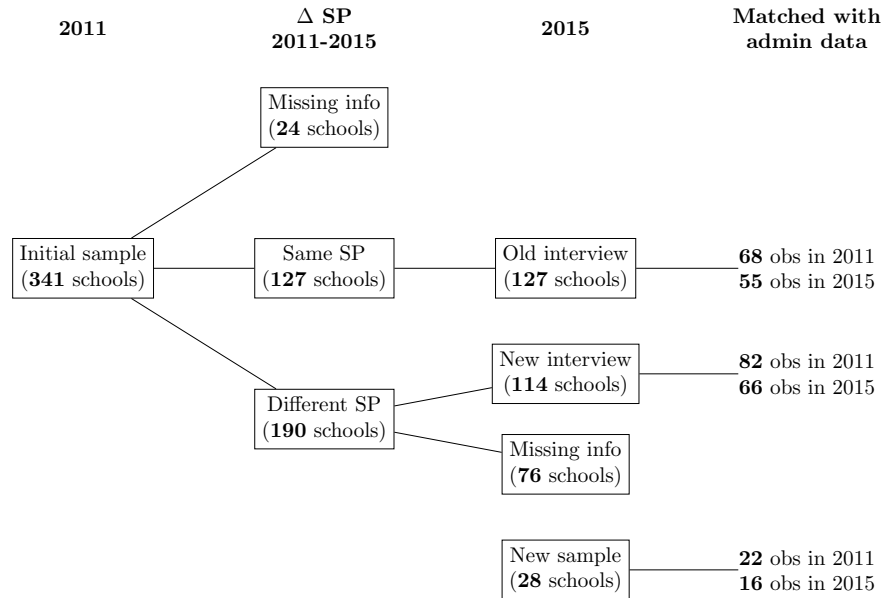 2011
Δ SP
2011-2015
2015
Matched with
admin data
Missing info
(24 schools)
Initial sample
(341 schools)
Same SP
(127 schools)
Old interview
(127 schools)
68 obs in 2011
55 obs in 2015
Different SP
(190 schools)
New interview
(114 schools)
82 obs in 2011
66 obs in 2015
Missing info
(76 schools)
New sample
(28 schools)
22 obs in 2011
16 obs in 2015